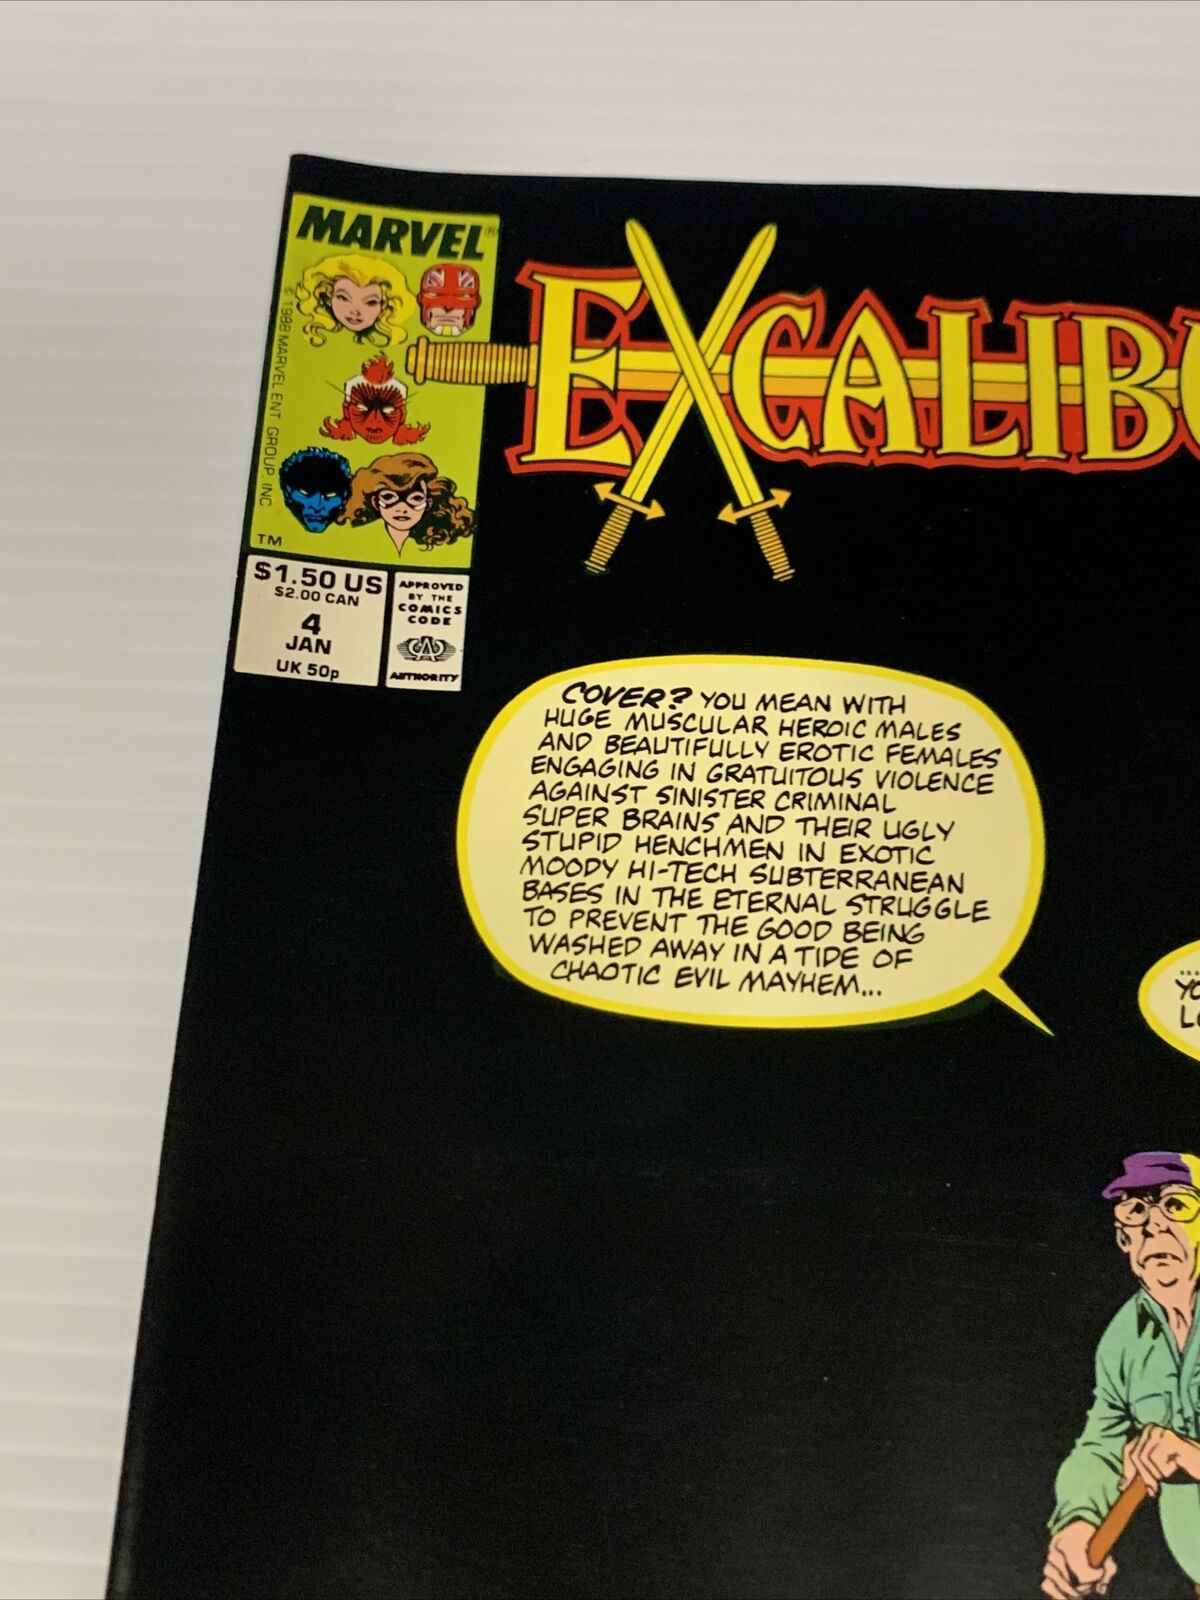 MARVEL®
© 1988 MARVEL ENT. GROUP, INC.
TM
EXCALIB
$1.50 US
$2.00 CAN
4
JAN
UK 50p
APPROVED
BY THE
COMICS
CODE
CA
AUTHORITY
COVER? YOU MEAN WITH
HUGE MUSCULAR HEROIC MALES
AND BEAUTIFULLY EROTIC FEMALES
ENGAGING IN GRATUITOUS VIOLENCE
AGAINST SINISTER CRIMINAL
SUPER BRAINS AND THEIR UGLY
STUPID HENCHMEN IN EXOTIC
MOODY HI-TECH SUBTERRANEAN
BASES IN THE ETERNAL STRUGGLE
TO PREVENT THE GOOD BEING
WASHED AWAY IN A TIDE OF
CHAOTIC EVIL MAYHEM...
...
YO